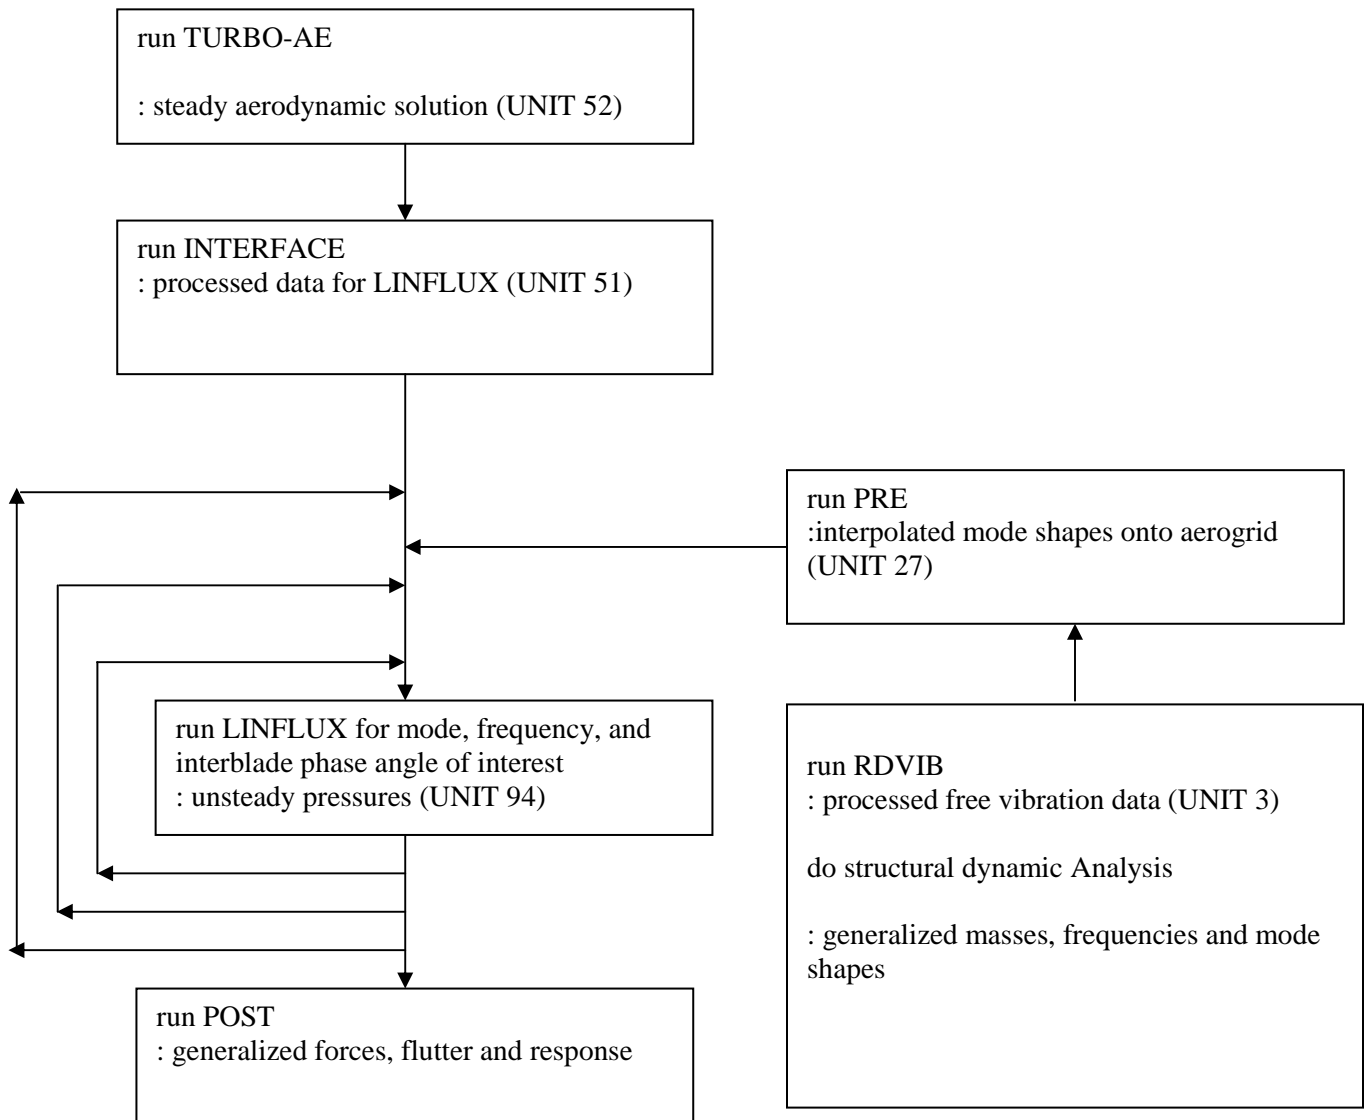 run TURBO-AE
: steady aerodynamic solution (UNIT 52)
run INTERFACE
: processed data for LINFLUX (UNIT 51)
run PRE
:interpolated mode shapes onto aerogrid
(UNIT 27)
run LINFLUX for mode, frequency, and
interblade phase angle of interest
: unsteady pressures (UNIT 94)
run RDVIB
: processed free vibration data (UNIT 3)
do structural dynamic Analysis
: generalized masses, frequencies and mode
shapes
run POST
: generalized forces, flutter and response